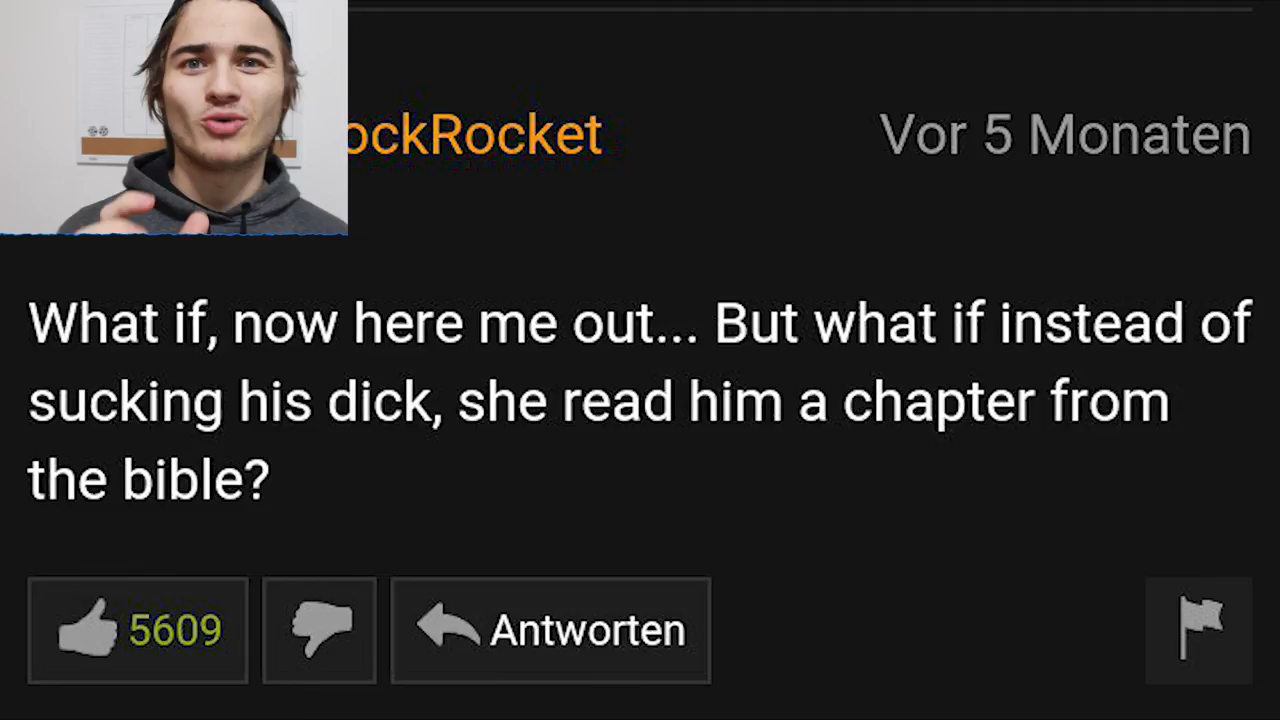 ockRocket
Vor 5 Monaten
What if, now here me out... But what if instead of
sucking his dick, she read him a chapter from
the bible?
5609
Antworten